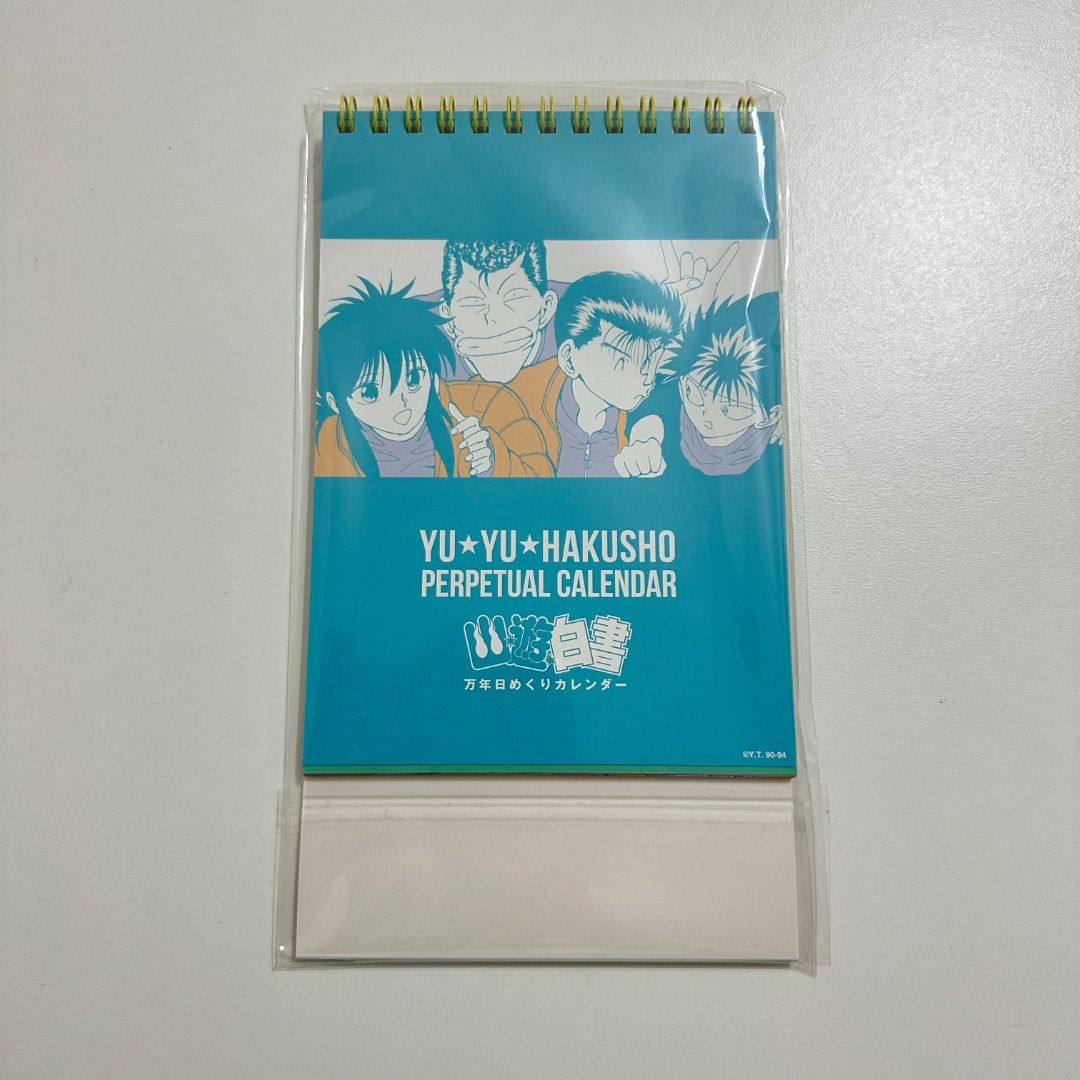 YU★YU★HAKUSHO
PERPETUAL CALENDAR
幽★遊★白書
万年日めくりカレンダー
©Y.T. 90-94